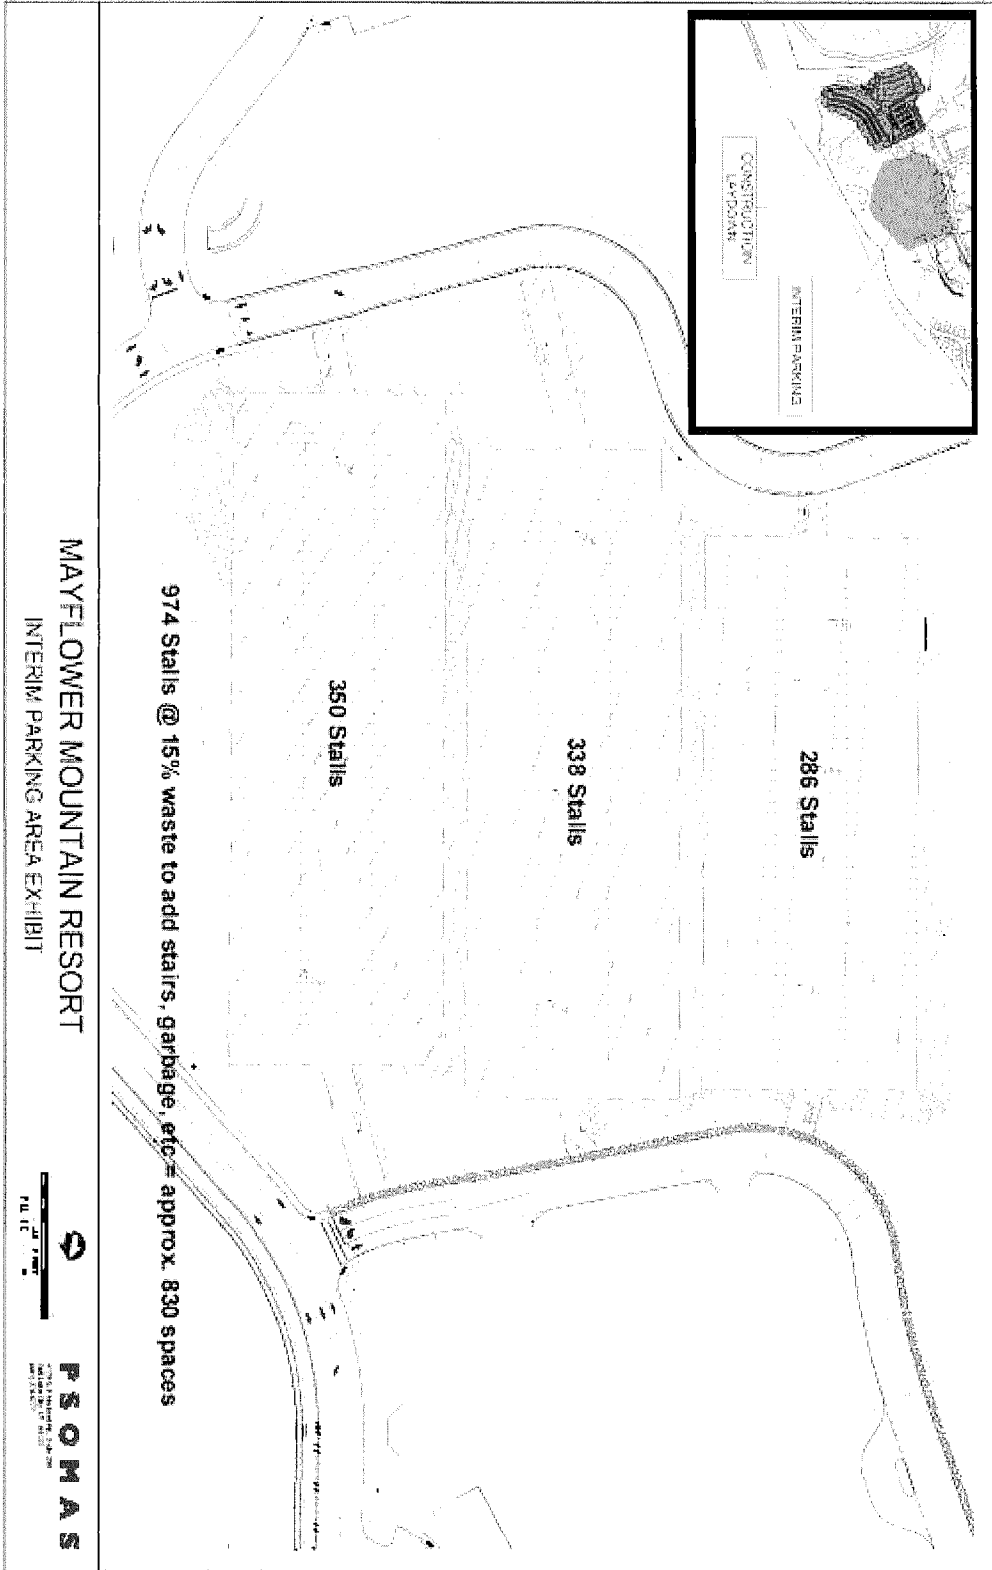 CONSTRUCTION
LAYDOWN
INTERIM PARKING
286 Stalls
338 Stalls
350 Stalls
974 Stalls @ 15% waste to add stairs, garbage, etc = approx. 830 spaces
MAYFLOWER MOUNTAIN RESORT
INTERIM PARKING AREA EXHIBIT
PSOMAS